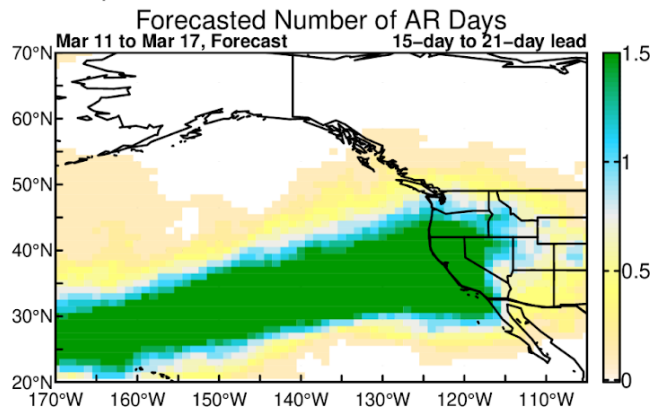 Forecasted Number of AR Days
Mar 11 to Mar 17, Forecast 15-day to 21-day lead
70°N
60°N
50°N
40°N
30°N
20°N
170°W 160°W 150°W 140°W 130°W 120°W 110°W
1.5
1
0.5
0